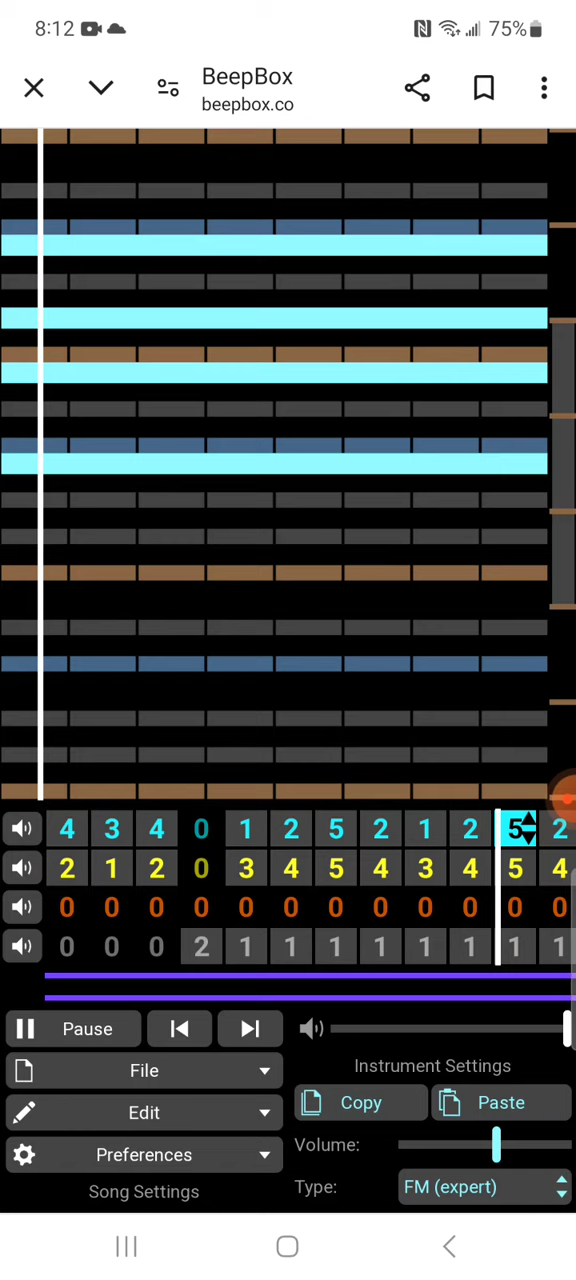 8:12 75%
BeepBox
beepbox.co
4 3 4 0 1 2 5 2 1 2 5 2
2 1 2 0 3 4 5 4 3 4 5 4
0 0 0 0 0 0 0 0 0 0 0 0
0 0 0 2 1 1 1 1 1 1 1 1
Pause
File
Instrument Settings
Copy Paste
Edit
Volume:
Preferences
Type: FM (expert)
Song Settings